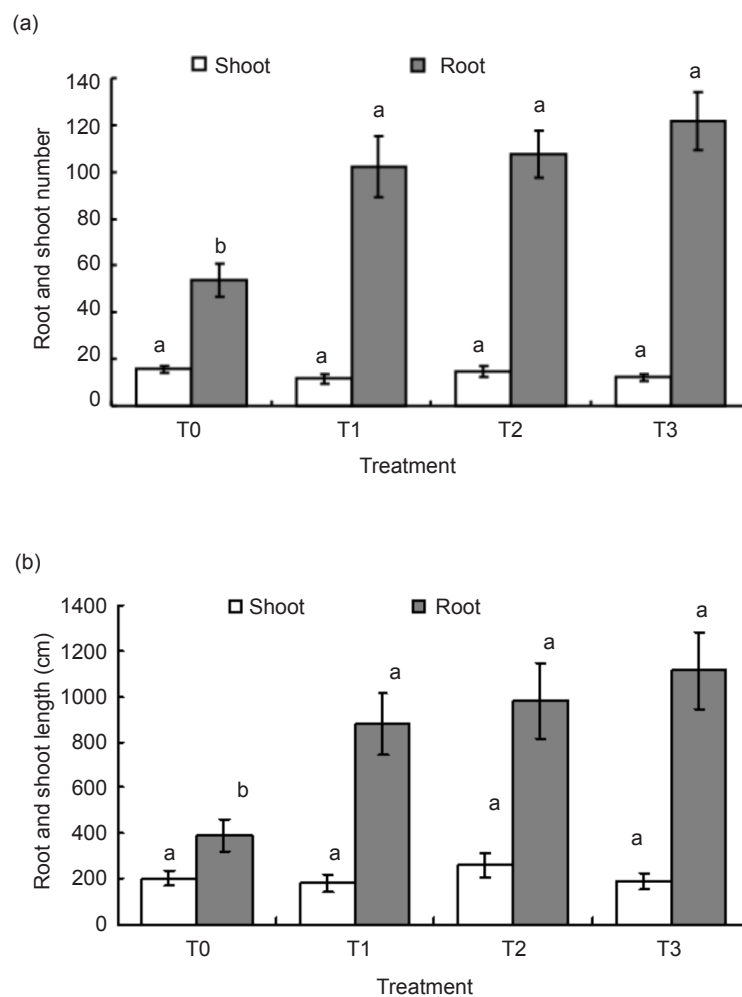 (a)
Shoot Root
140
120
100
80
60
40
20
0
Root and shoot number
a b a a a a a a
T0 T1 T2 T3
Treatment
(b)
Shoot Root
1400
1200
1000
800
600
400
200
0
Root and shoot length (cm)
a b a a a a a a
T0 T1 T2 T3
Treatment